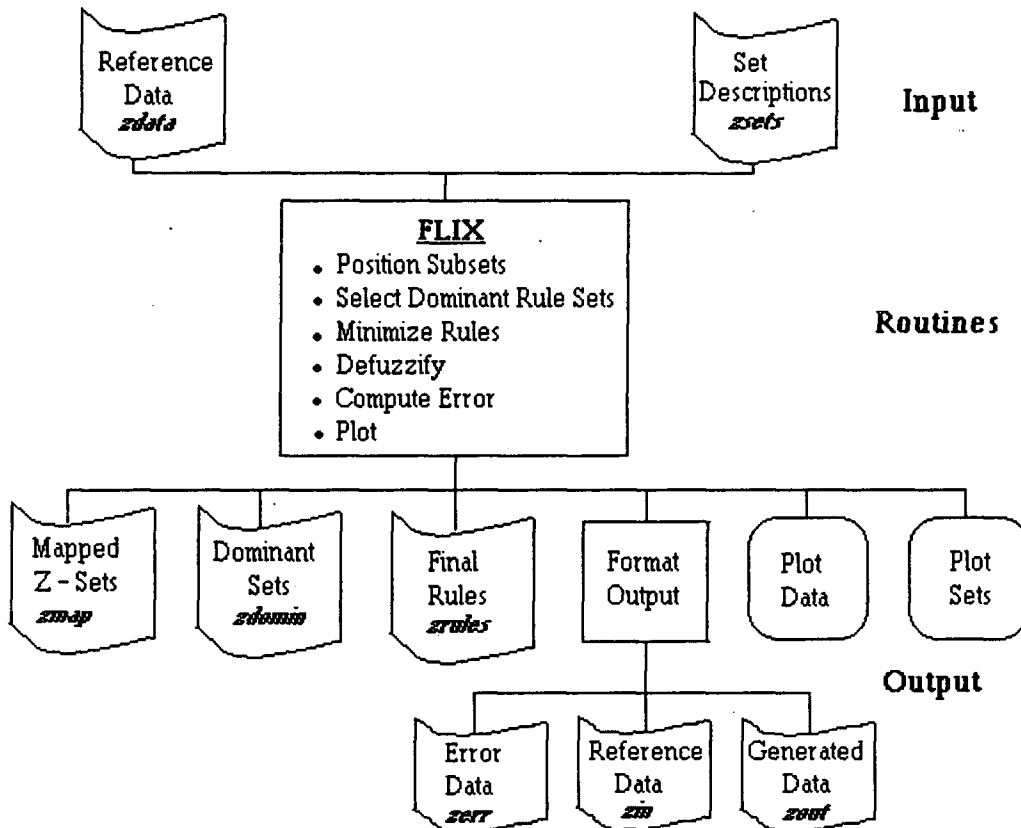 Reference
Data
zdata
Set
Descriptions
zsets
Input
FLIX
• Position Subsets
• Select Dominant Rule Sets
• Minimize Rules
• Defuzzify
• Compute Error
• Plot
Routines
Mapped
Z - Sets
zmap
Dominant
Sets
zdomin
Final
Rules
zrules
Format
Output
Plot
Data
Plot
Sets
Output
Error
Data
zerr
Reference
Data
zin
Generated
Data
zout